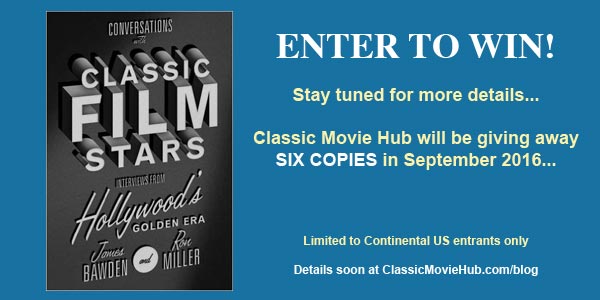 CONVERSATIONS
with
CLASSIC
FILM
STARS
INTERVIEWS FROM
Hollywood's
GOLDEN ERA
James BAWDEN and Ron MILLER
ENTER TO WIN!
Stay tuned for more details...
Classic Movie Hub will be giving away
SIX COPIES in September 2016...
Limited to Continental US entrants only
Details soon at ClassicMovieHub.com/blog